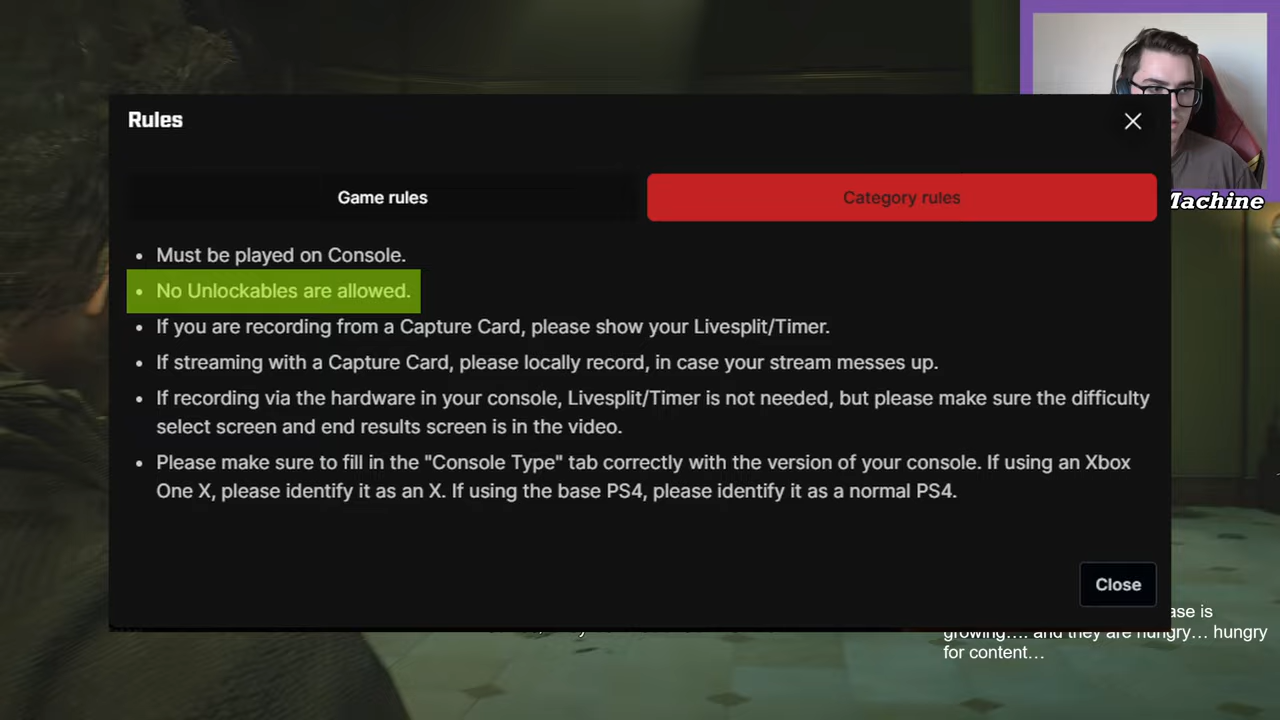 Rules
Game rules
Category rules
Machine
• Must be played on Console.
• No Unlockables are allowed.
• If you are recording from a Capture Card, please show your Livesplit/Timer.
• If streaming with a Capture Card, please locally record, in case your stream messes up.
• If recording via the hardware in your console, Livesplit/Timer is not needed, but please make sure the difficulty
select screen and end results screen is in the video.
• Please make sure to fill in the "Console Type" tab correctly with the version of your console. If using an Xbox
One X, please identify it as an X. If using the base PS4, please identify it as a normal PS4.
Close
is
growing…. and they are hungry… hungry
for content…